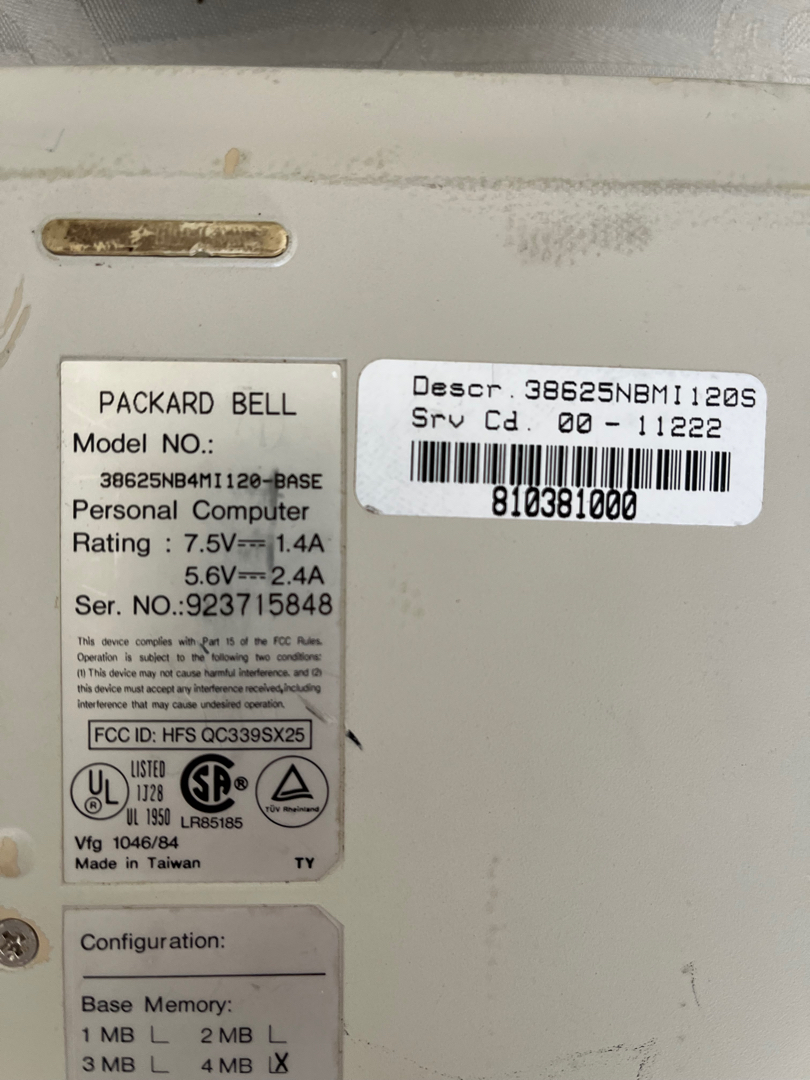 PACKARD BELL
Model NO.:
38625NB4MI120-BASE
Personal Computer
Rating : 7.5V⎓ 1.4A
5.6V⎓ 2.4A
Ser. NO.:923715848
This device complies with Part 15 of the FCC Rules.
Operation is subject to the following two conditions:
(1) This device may not cause harmful interference, and (2)
this device must accept any interference received, including
interference that may cause undesired operation.
FCC ID: HFS QC339SX25
UL ® LISTED
1J28
UL 1950
SA ®
LR85185
TÜV Rheinland
Vfg 1046/84
Made in Taiwan TY
Descr. 38625NBMI120S
Srv Cd. 00 - 11222
810381000
Configuration:
Base Memory:
1 MB 2 MB
3 MB 4 MB X